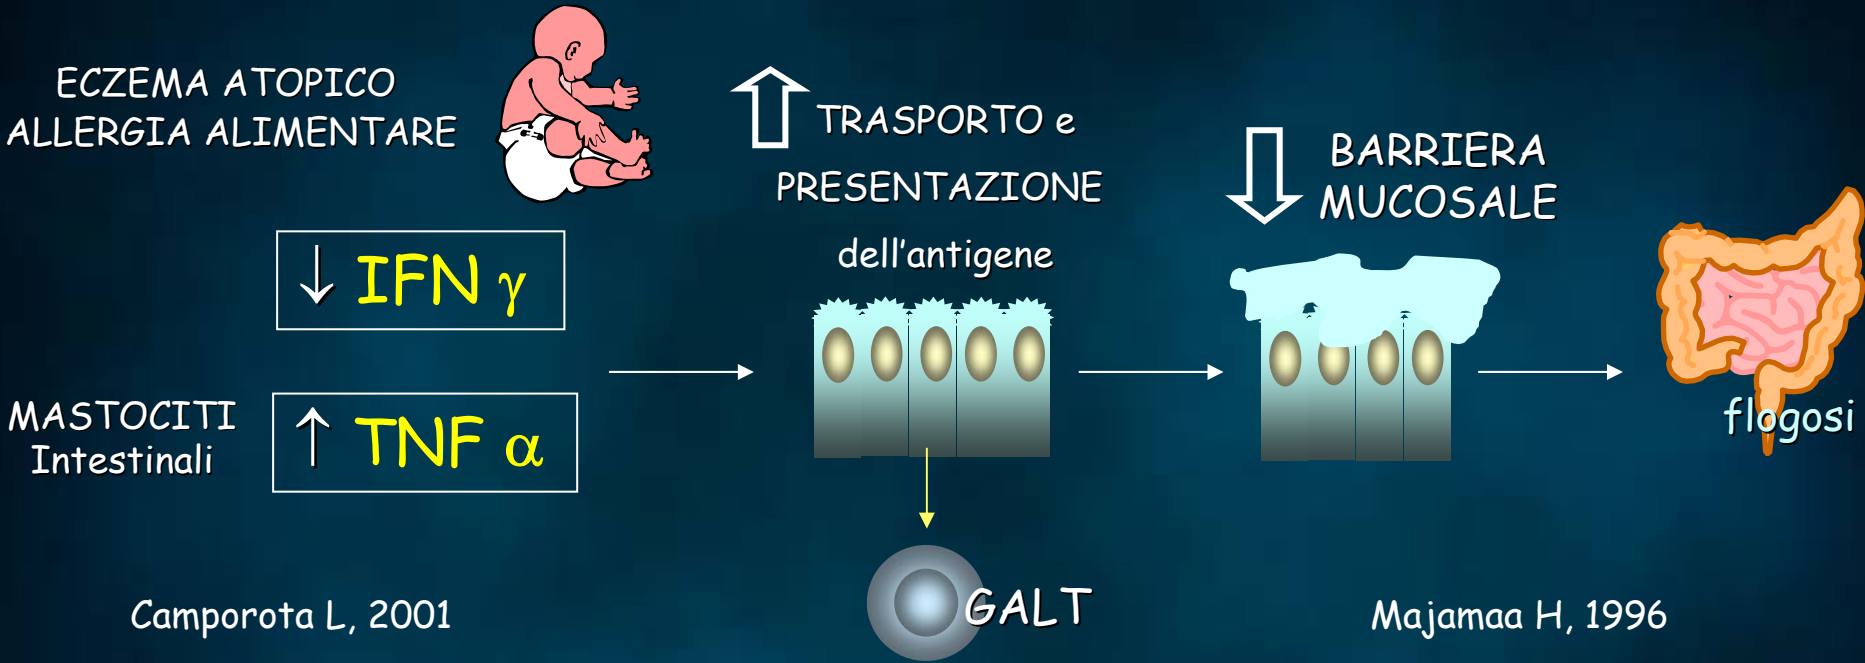 ECZEMA ATOPICO
ALLERGIA ALIMENTARE
↓ IFN γ
MASTOCITI
Intestinali
↑ TNF α
TRASPORTO e
PRESENTAZIONE
dell'antigene
GALT
BARRIERA
MUCOSALE
flogosi
Camporota L, 2001
Majamaa H, 1996